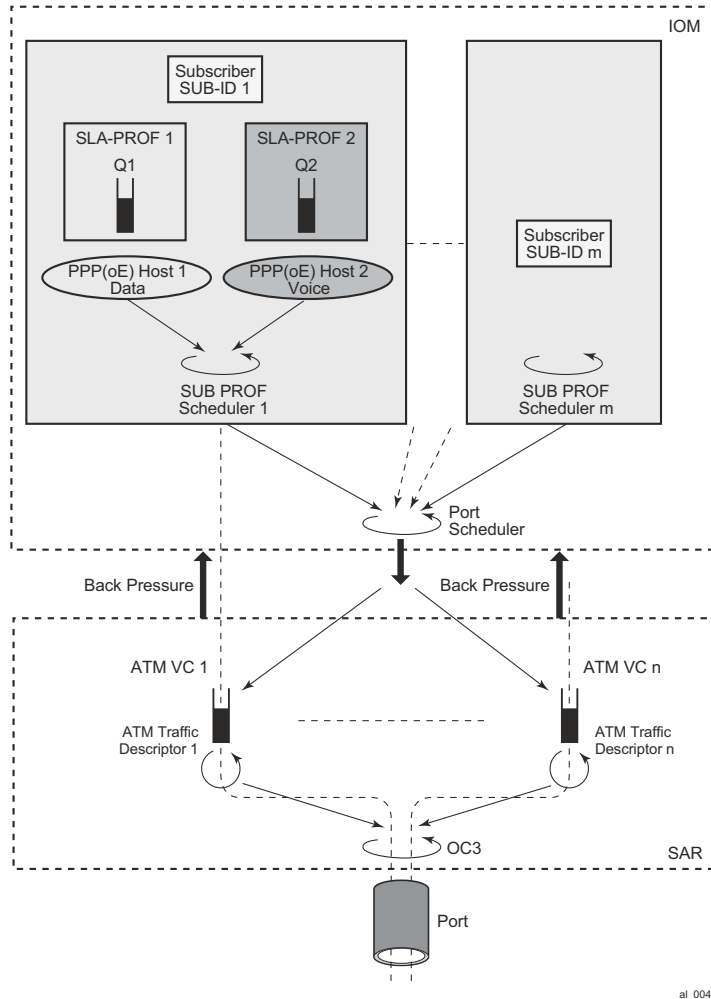 IOM
Subscriber
SUB-ID 1
SLA-PROF 1
Q1
SLA-PROF 2
Q2
PPP(oE) Host 1
Data
PPP(oE) Host 2
Voice
SUB PROF
Scheduler 1
Subscriber
SUB-ID m
SUB PROF
Scheduler m
Port
Scheduler
Back Pressure
Back Pressure
ATM VC 1
ATM VC n
ATM Traffic
Descriptor 1
ATM Traffic
Descriptor n
OC3
SAR
Port
al_004